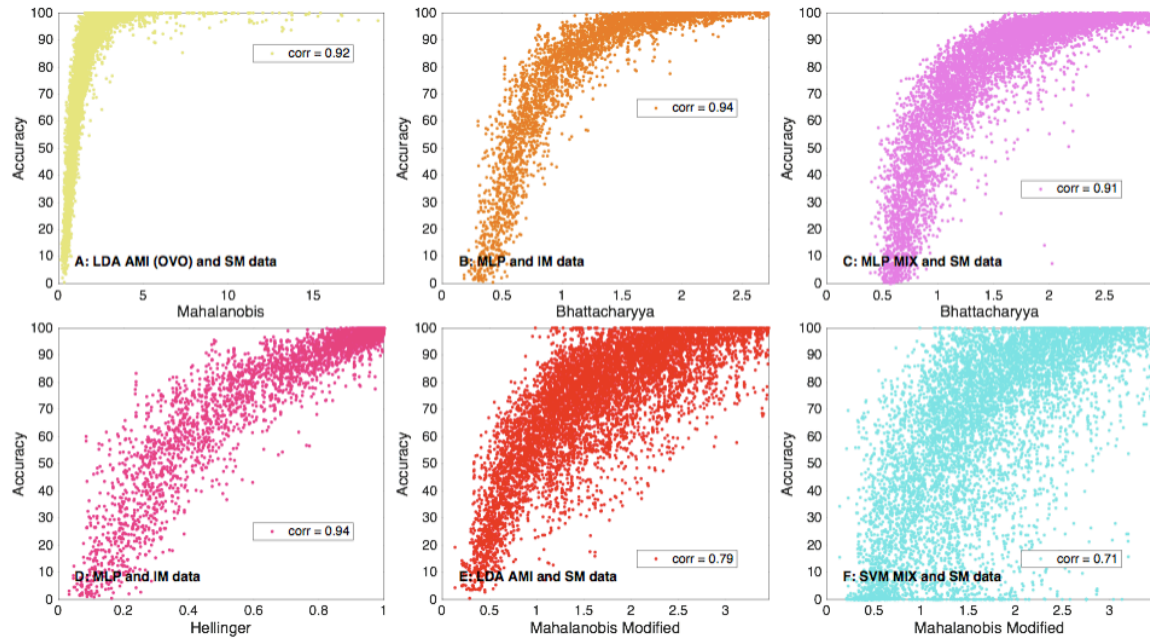 100
90
80
70
60
50
40
30
20
10
0
Accuracy
corr = 0.92
A: LDA AMI (OVO) and SM data
0 5 10 15
Mahalanobis
100
90
80
70
60
50
40
30
20
10
0
Accuracy
corr = 0.94
B: MLP and IM data
0 0.5 1 1.5 2 2.5
Bhattacharyya
100
90
80
70
60
50
40
30
20
10
0
Accuracy
corr = 0.91
C: MLP MIX and SM data
0 0.5 1 1.5 2 2.5
Bhattacharyya
100
90
80
70
60
50
40
30
20
10
0
Accuracy
corr = 0.94
D: MLP and IM data
0 0.2 0.4 0.6 0.8 1
Hellinger
100
90
80
70
60
50
40
30
20
10
0
Accuracy
corr = 0.79
E: LDA AMI and SM data
0 0.5 1 1.5 2 2.5 3
Mahalanobis Modified
100
90
80
70
60
50
40
30
20
10
0
Accuracy
corr = 0.71
F: SVM MIX and SM data
0 0.5 1 1.5 2 2.5 3
Mahalanobis Modified